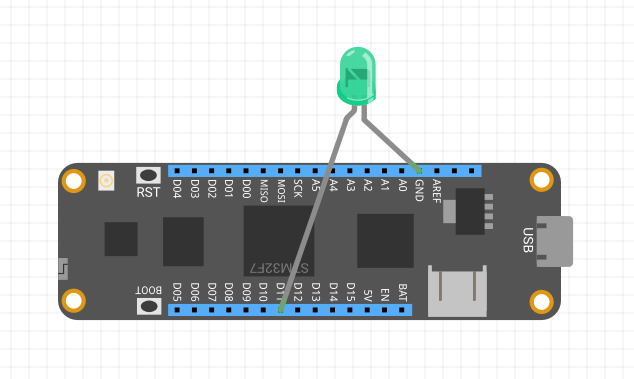 RST
D04
D03
D02
D01
D00
MISO
MOSI
SCK
A5
A4
A3
A2
A1
A0
GND
AREF
USB
STM32F7
BOOT
D05
D06
D07
D08
D09
D10
D11
D12
D13
D14
D15
5V
EN
BAT